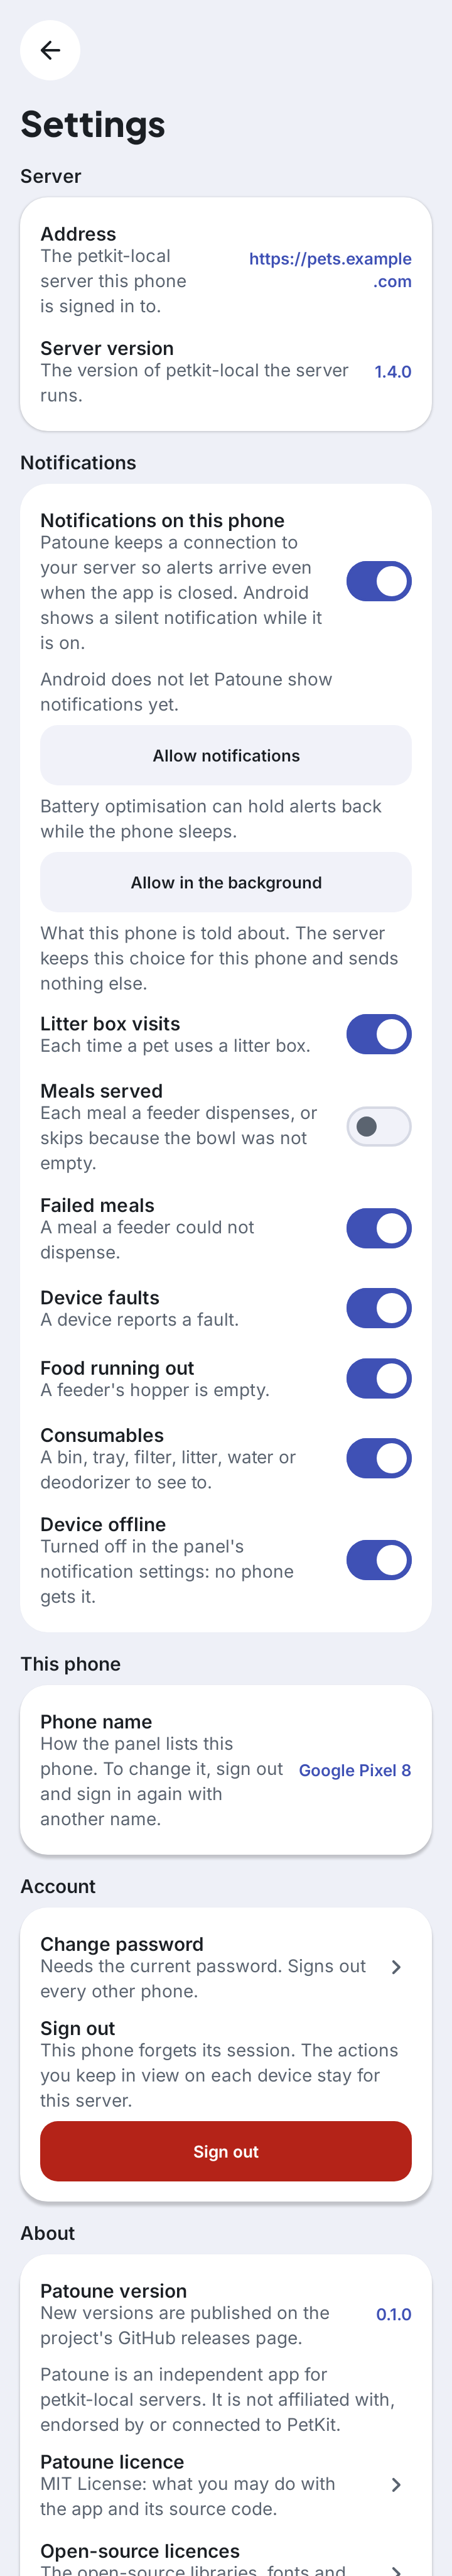 Settings
Server
Address
The petkit-local
server this phone
is signed in to.
https://pets.example
.com
Server version
The version of petkit-local the server
runs.
1.4.0
Notifications
Notifications on this phone
Patoune keeps a connection to
your server so alerts arrive even
when the app is closed. Android
shows a silent notification while it
is on.
Android does not let Patoune show
notifications yet.
Allow notifications
Battery optimisation can hold alerts back
while the phone sleeps.
Allow in the background
What this phone is told about. The server
keeps this choice for this phone and sends
nothing else.
Litter box visits
Each time a pet uses a litter box.
Meals served
Each meal a feeder dispenses, or
skips because the bowl was not
empty.
Failed meals
A meal a feeder could not
dispense.
Device faults
A device reports a fault.
Food running out
A feeder's hopper is empty.
Consumables
A bin, tray, filter, litter, water or
deodorizer to see to.
Device offline
Turned off in the panel's
notification settings: no phone
gets it.
This phone
Phone name
How the panel lists this
phone. To change it, sign out
and sign in again with
another name.
Google Pixel 8
Account
Change password
Needs the current password. Signs out
every other phone.
Sign out
This phone forgets its session. The actions
you keep in view on each device stay for
this server.
Sign out
About
Patoune version
New versions are published on the
project's GitHub releases page.
0.1.0
Patoune is an independent app for
petkit-local servers. It is not affiliated with,
endorsed by or connected to PetKit.
Patoune licence
MIT License: what you may do with
the app and its source code.
Open-source licences
The open-source libraries, fonts and